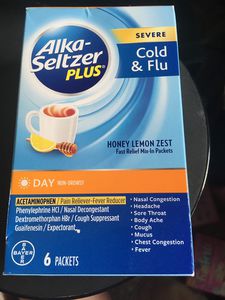 SEVERE
Alka-
Seltzer
PLUS®
Cold
& Flu
HONEY LEMON ZEST
Fast Relief Mix-In Packets
DAY NON-DROWSY
ACETAMINOPHEN / Pain Reliever-Fever Reducer
Phenylephrine HCl / Nasal Decongestant
Dextromethorphan HBr / Cough Suppressant
Guaifenesin / Expectorant
• Nasal Congestion
• Headache
• Sore Throat
• Body Ache
• Cough
• Mucus
• Chest Congestion
• Fever
BAYER
6 PACKETS